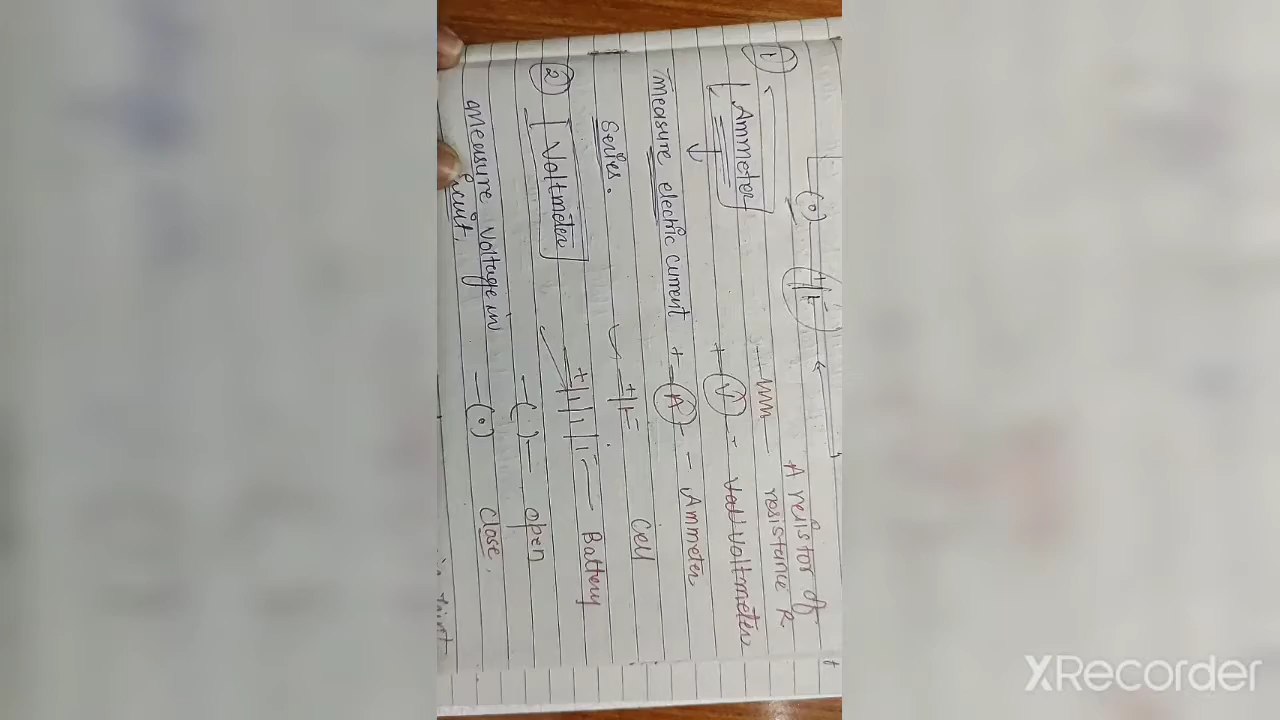 A resistor of
resistance R
①
Ammeter
+ V - Voltmeter
measure electric current
+ A - Ammeter
Series.
Cell
Battery
② Voltmeter
open
measure voltage in
close,
XRecorder